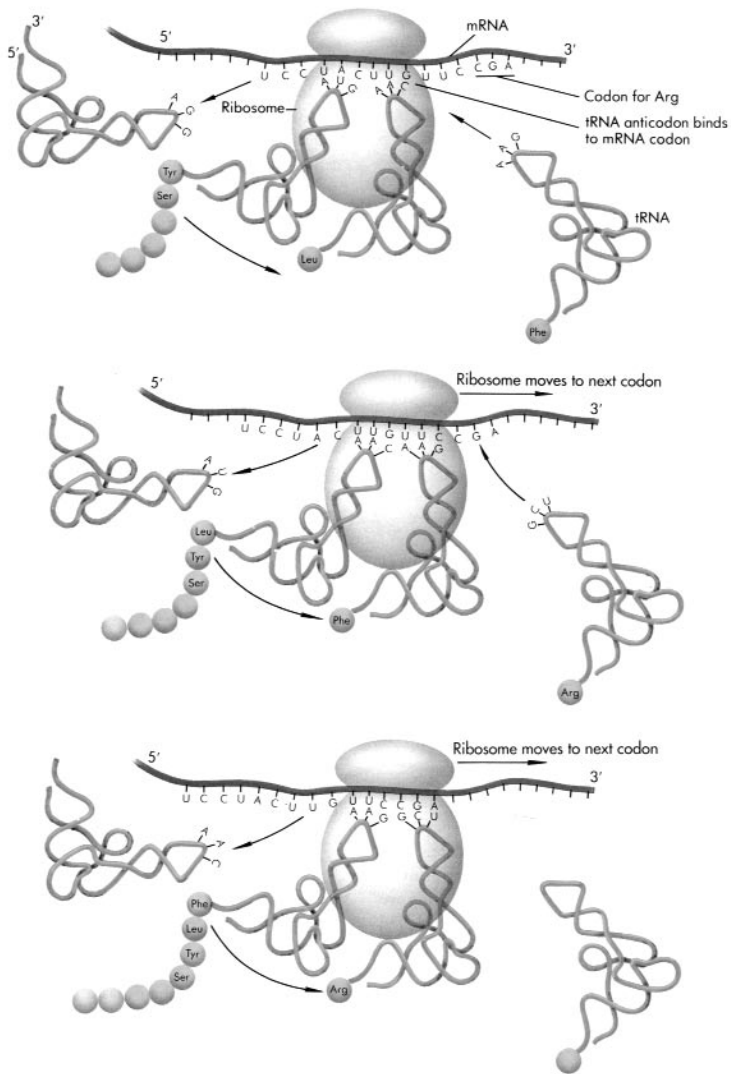 3′
5′
5′
mRNA
3′
U C C U A C U U G U U C C G A
A U G A A C
Codon for Arg
tRNA anticodon binds
to mRNA codon
Ribosome
A G G
G A A
Tyr
Ser
Leu
tRNA
Phe
5′
Ribosome moves to next codon
3′
U C C U A C U U G U U C C G A
A A C A A G
A U G
U C G
Leu
Tyr
Ser
Phe
Arg
5′
Ribosome moves to next codon
3′
U C C U A C U U G U U C C G A
A A G G C U
A A C
Phe
Leu
Tyr
Ser
Arg